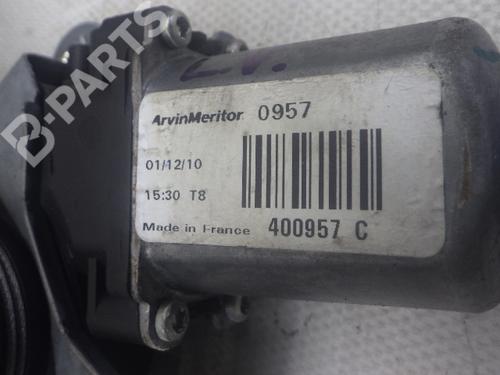 B-PARTS
L.V.
ArvinMeritor 0957
01/12/10
15:30 T8
Made in France 400957 C